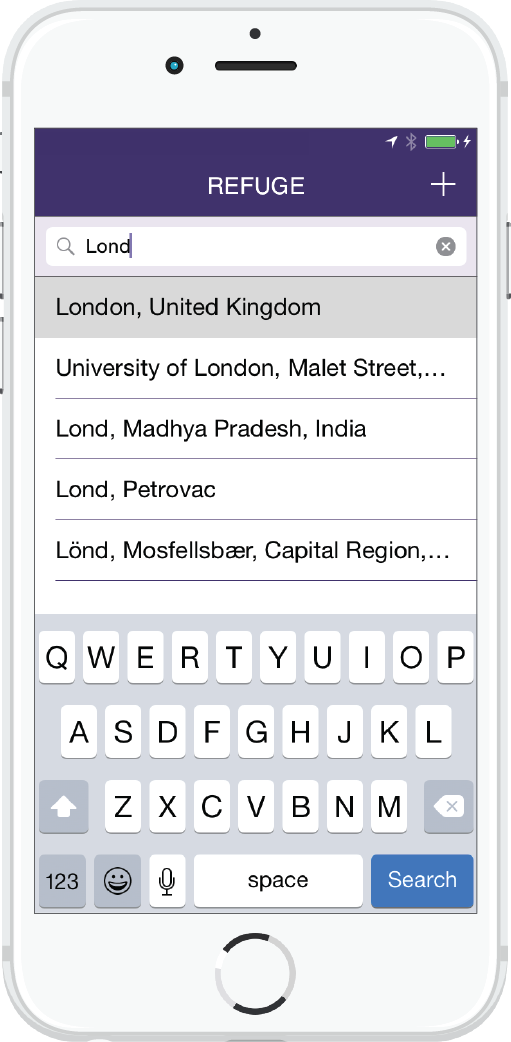 REFUGE
Lond
London, United Kingdom
University of London, Malet Street,...
Lond, Madhya Pradesh, India
Lond, Petrovac
Lönd, Mosfellsbær, Capital Region,...
Q W E R T Y U I O P
A S D F G H J K L
Z X C V B N M
123 space Search